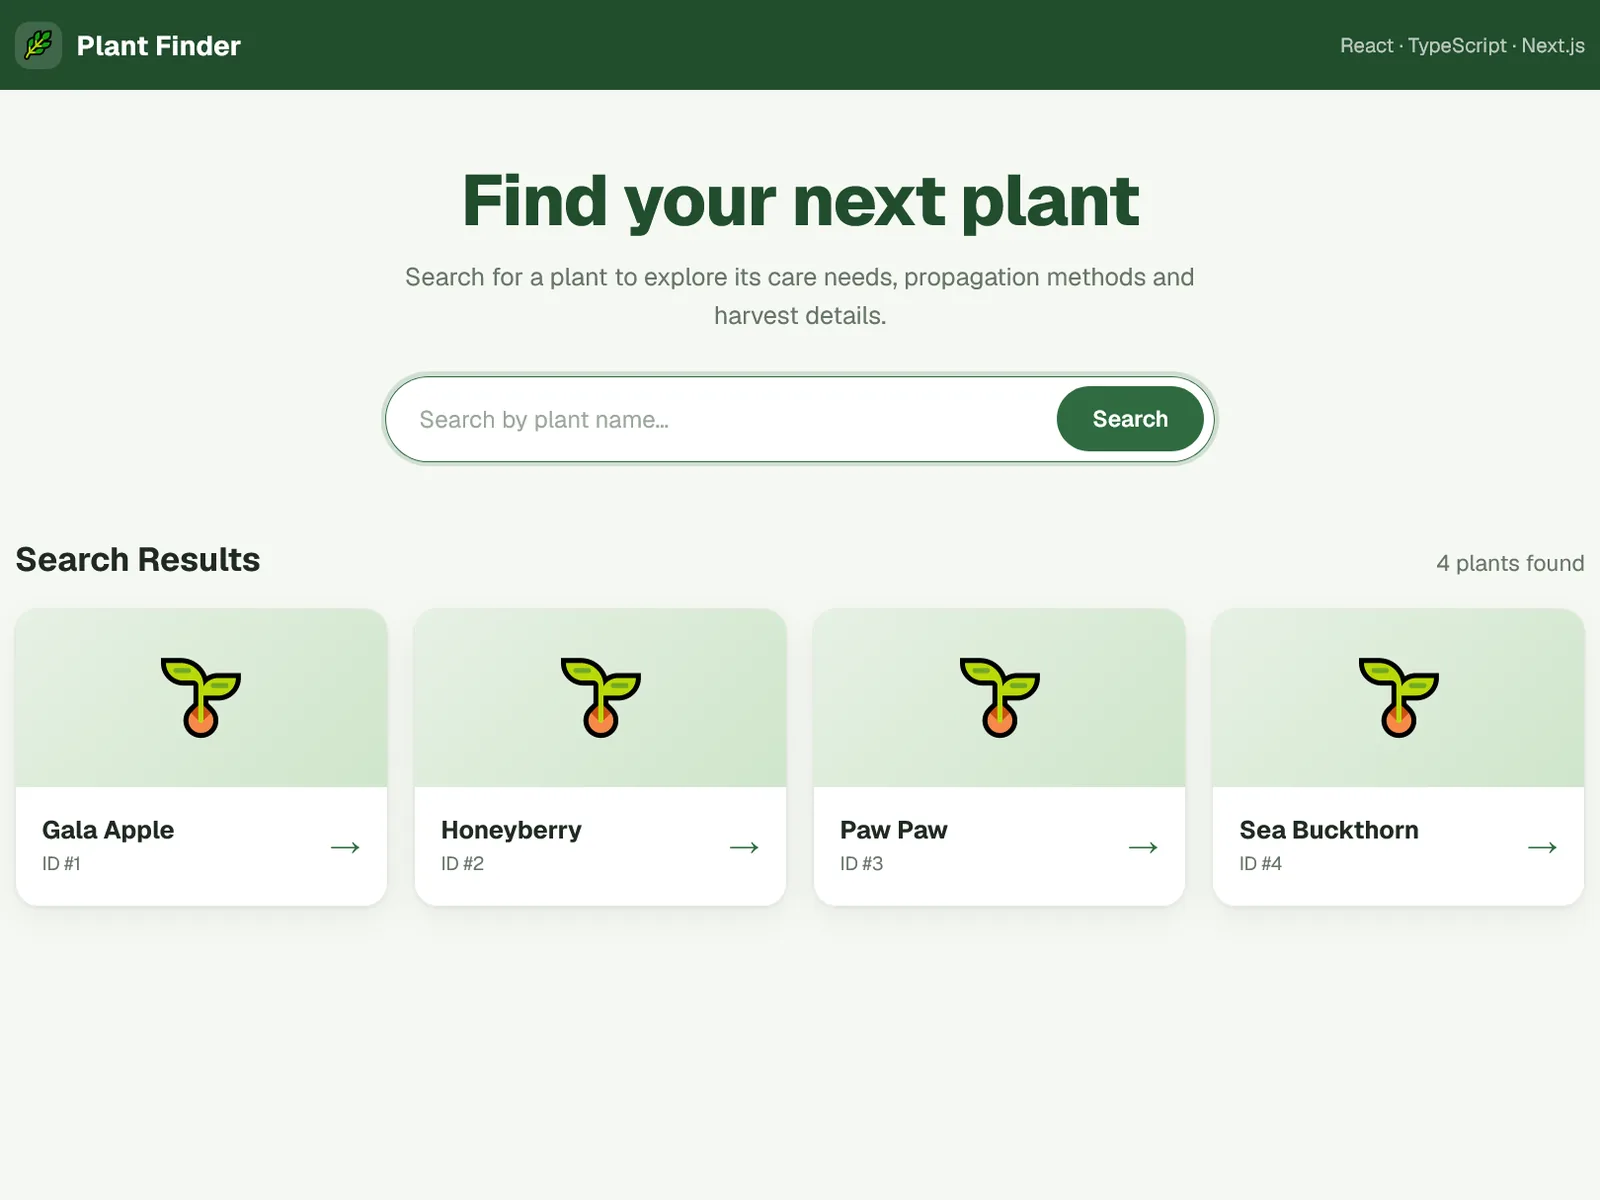 Plant Finder
React · TypeScript · Next.js
Find your next plant
Search for a plant to explore its care needs, propagation methods and
harvest details.
Search by plant name...
Search
Search Results
4 plants found
Gala Apple
ID #1
→
Honeyberry
ID #2
→
Paw Paw
ID #3
→
Sea Buckthorn
ID #4
→